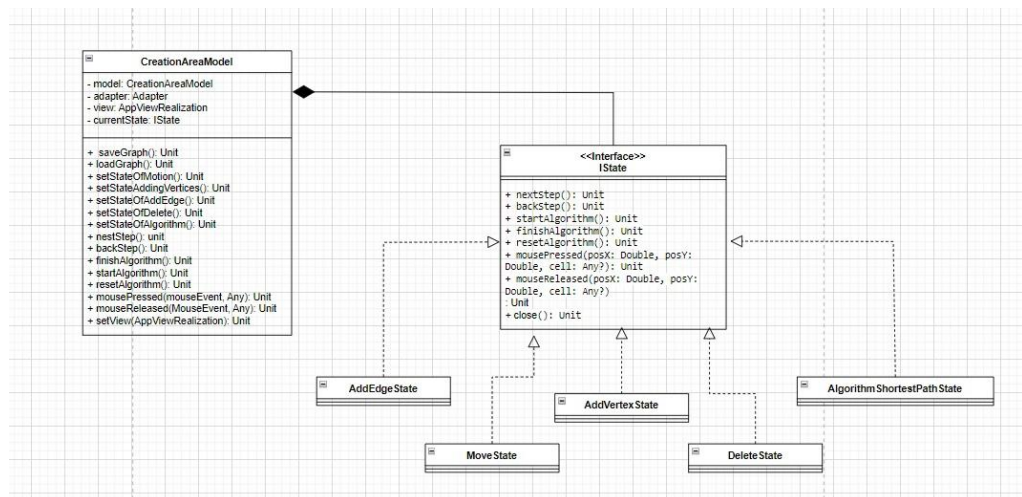 CreationAreaModel
- model: CreationAreaModel
- adapter: Adapter
- view: AppViewRealization
- currentState: IState
+ saveGraph(): Unit
+ loadGraph(): Unit
+ setStateOfMotion(): Unit
+ setStateAddingVertices(): Unit
+ setStateOfAddEdge(): Unit
+ setStateOfDelete(): Unit
+ setStateOfAlgorithm(): Unit
+ nestStep(): unit
+ backStep(): Unit
+ finishAlgorithm(): Unit
+ startAlgorithm(): Unit
+ resetAlgorithm(): Unit
+ mousePressed(mouseEvent, Any): Unit
+ mouseReleased(MouseEvent, Any): Unit
+ setView(AppViewRealization): Unit
<<Interface>>
IState
+ nextStep(): Unit
+ backStep(): Unit
+ startAlgorithm(): Unit
+ finishAlgorithm(): Unit
+ resetAlgorithm(): Unit
+ mousePressed(posX: Double, posY:
Double, cell: Any?): Unit
+ mouseReleased(posX: Double, posY:
Double, cell: Any?)
: Unit
+ close(): Unit
AddEdgeState
AlgorithmShortestPathState
AddVertexState
MoveState
DeleteState